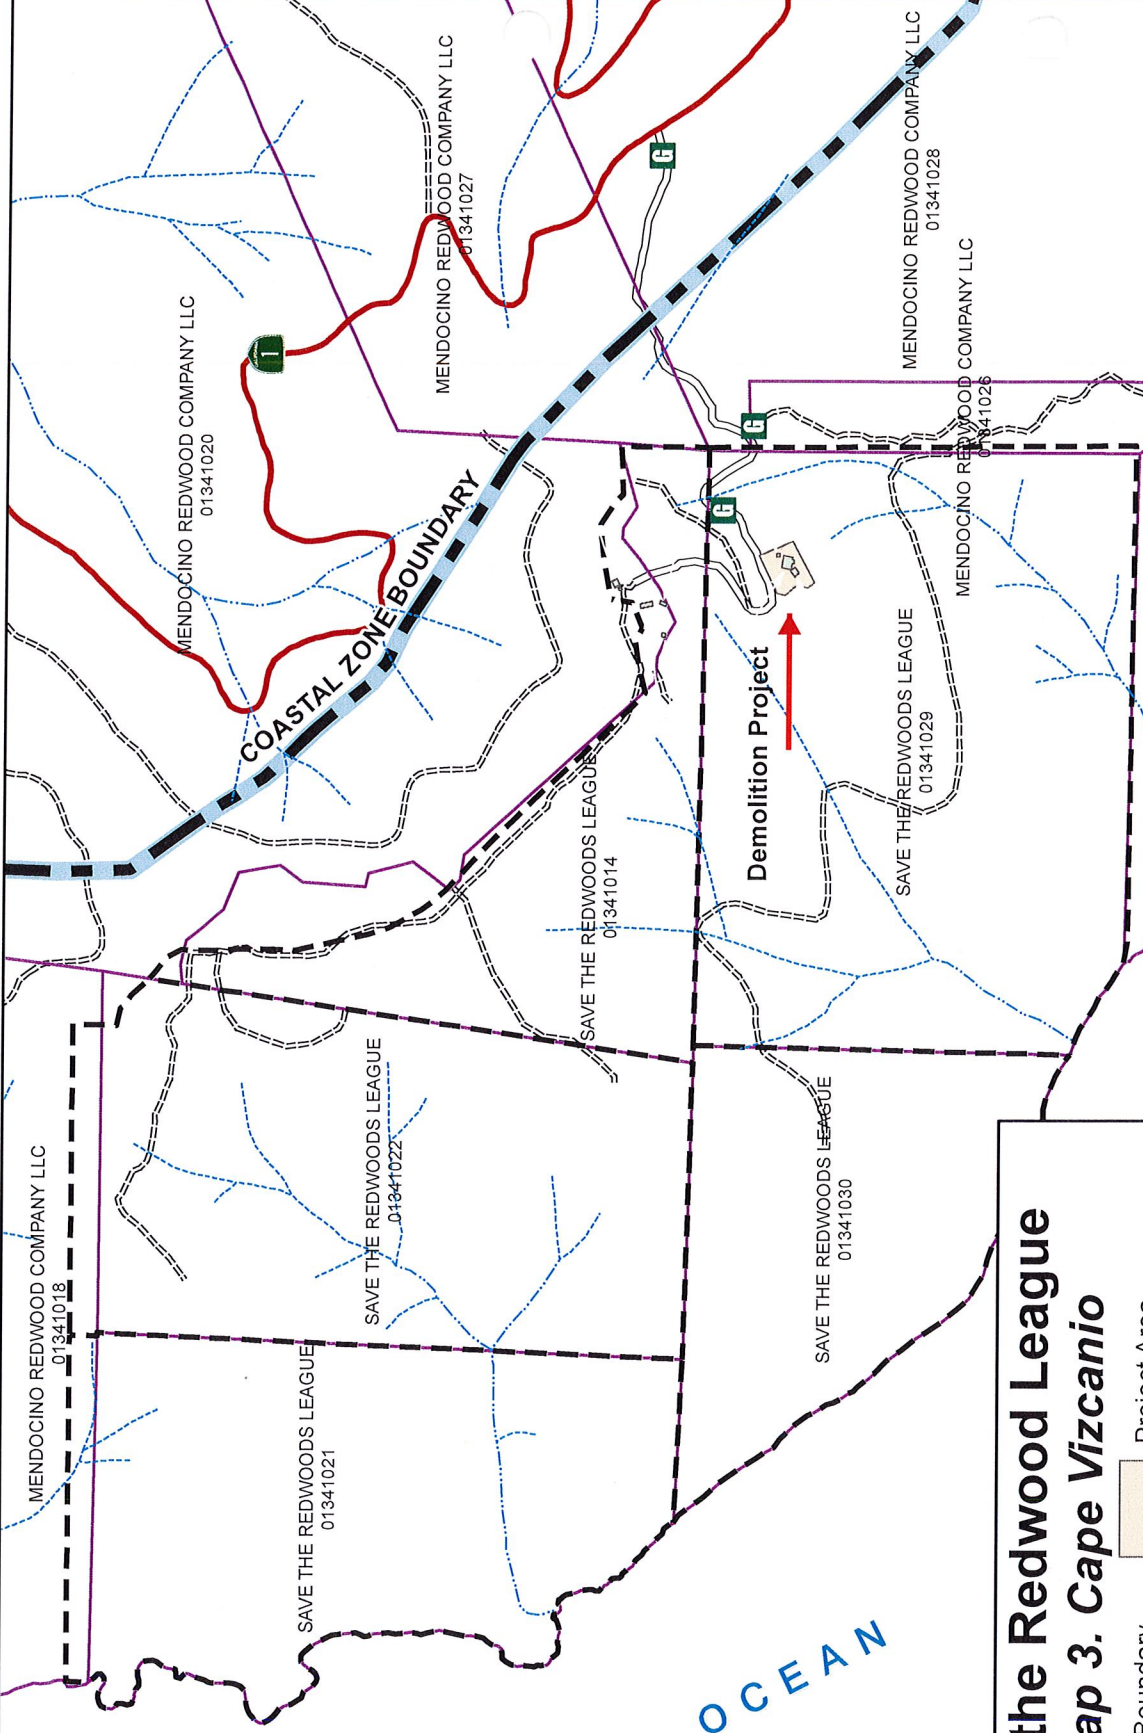 MENDOCINO REDWOOD COMPANY LLC
01341018
MENDOCINO REDWOOD COMPANY LLC
01341020
1
COASTAL ZONE BOUNDARY
SAVE THE REDWOODS LEAGUE
01341021
SAVE THE REDWOODS LEAGUE
01341022
MENDOCINO REDWOOD COMPANY LLC
01341027
SAVE THE REDWOODS LEAGUE
01341014
G
G
G
Demolition Project
SAVE THE REDWOODS LEAGUE
01341030
SAVE THE REDWOODS LEAGUE
01341029
MENDOCINO REDWOOD COMPANY LLC
01341028
MENDOCINO REDWOOD COMPANY LLC
01341026
OCEAN
the Redwood League
ap 3. Cape Vizcanio
Boundary
Project Area